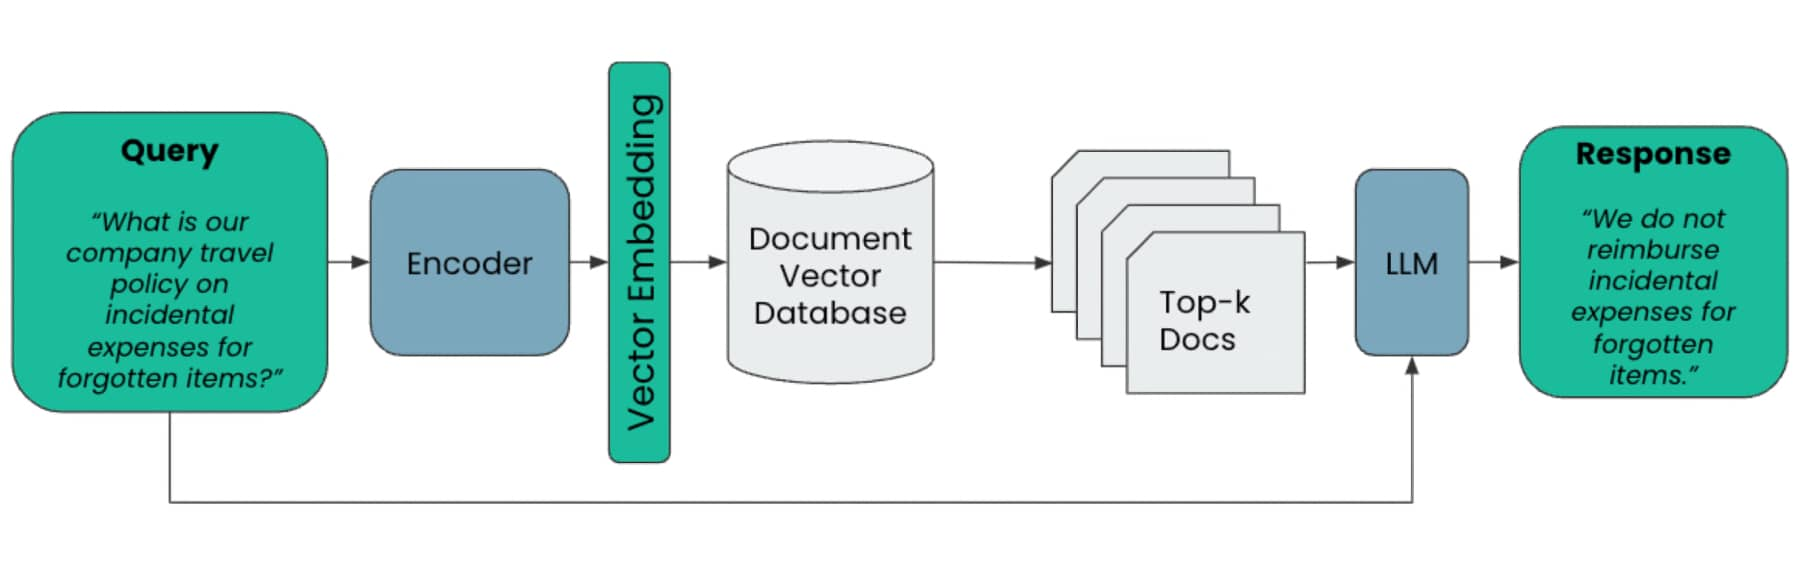 Query
“What is our
company travel
policy on
incidental
expenses for
forgotten items?”
Encoder
Vector Embedding
Document
Vector
Database
Top-k
Docs
LLM
Response
“We do not
reimburse
incidental
expenses for
forgotten
items.”